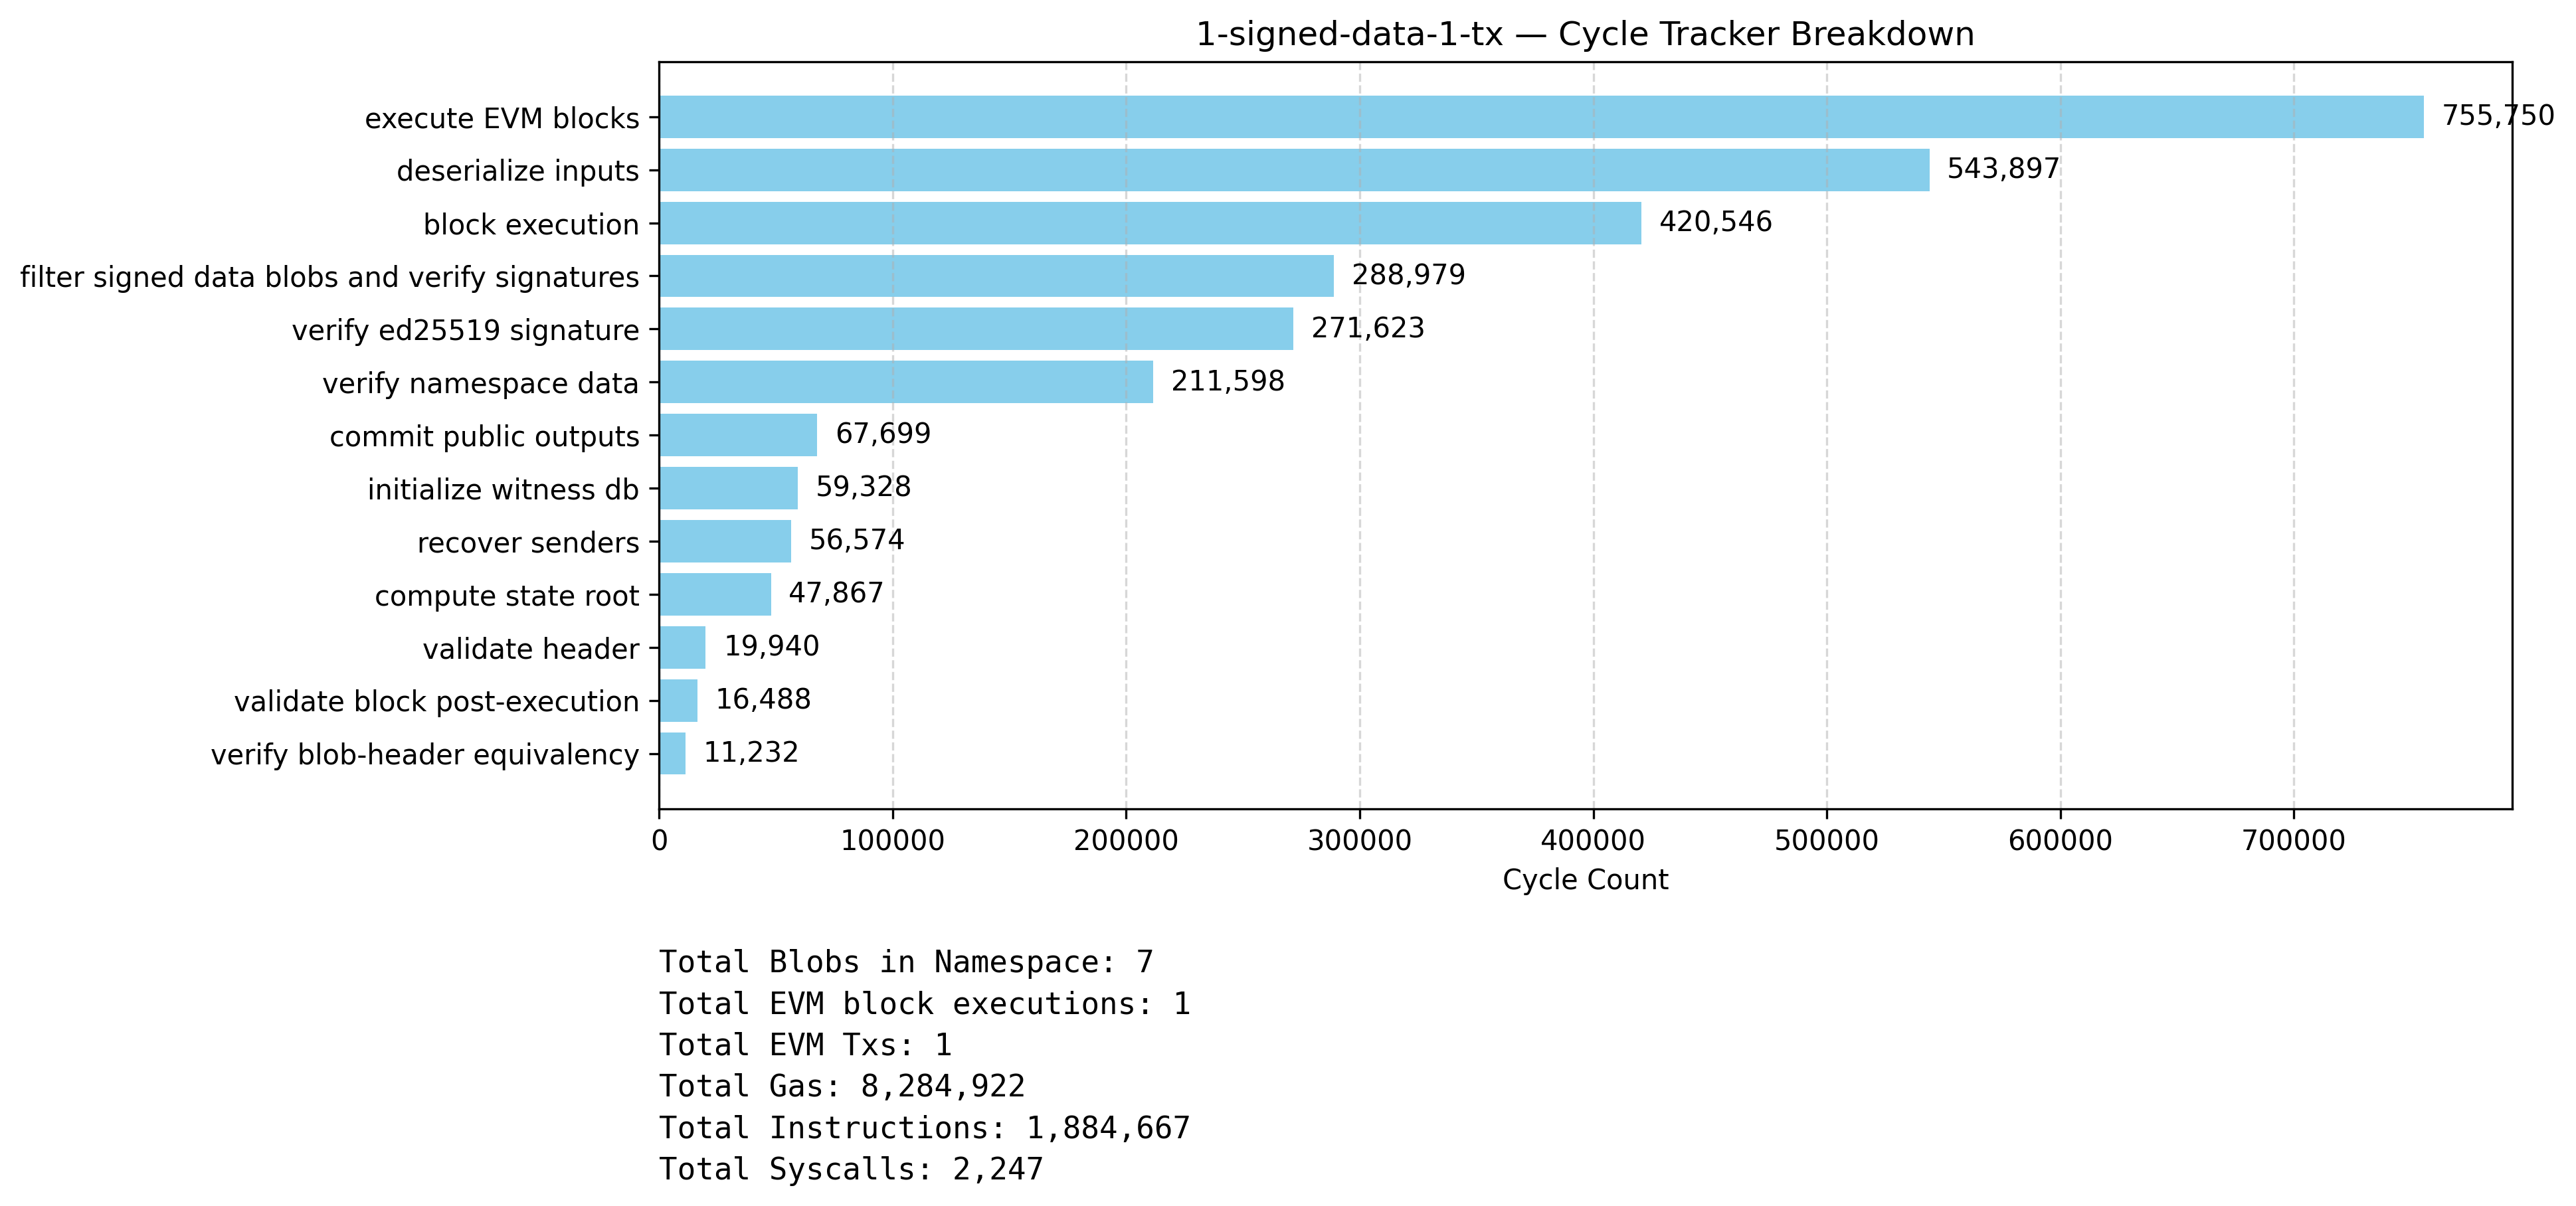 1-signed-data-1-tx — Cycle Tracker Breakdown
execute EVM blocks 755,750
deserialize inputs 543,897
block execution 420,546
filter signed data blobs and verify signatures 288,979
verify ed25519 signature 271,623
verify namespace data 211,598
commit public outputs 67,699
initialize witness db 59,328
recover senders 56,574
compute state root 47,867
validate header 19,940
validate block post-execution 16,488
verify blob-header equivalency 11,232
0 100000 200000 300000 400000 500000 600000 700000
Cycle Count
Total Blobs in Namespace: 7
Total EVM block executions: 1
Total EVM Txs: 1
Total Gas: 8,284,922
Total Instructions: 1,884,667
Total Syscalls: 2,247